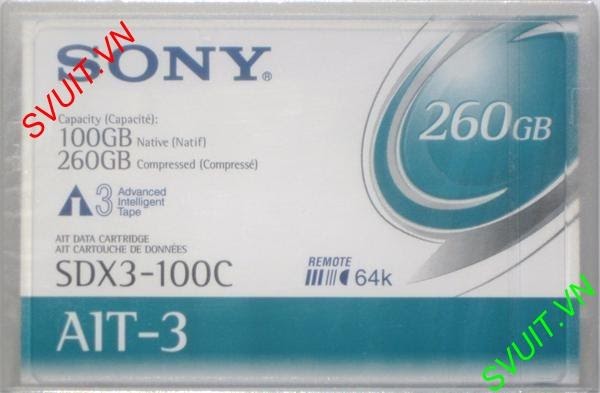 SONY®
Capacity (Capacité):
100GB Native (Natif)
260GB Compressed (Compressé)
260GB
3 Advanced
Intelligent
Tape
AIT DATA CARTRIDGE
AIT CARTOUCHE DE DONNÉES
SDX3-100C
REMOTE
64k
AIT-3
SVUIT.VN
SVUIT.VN